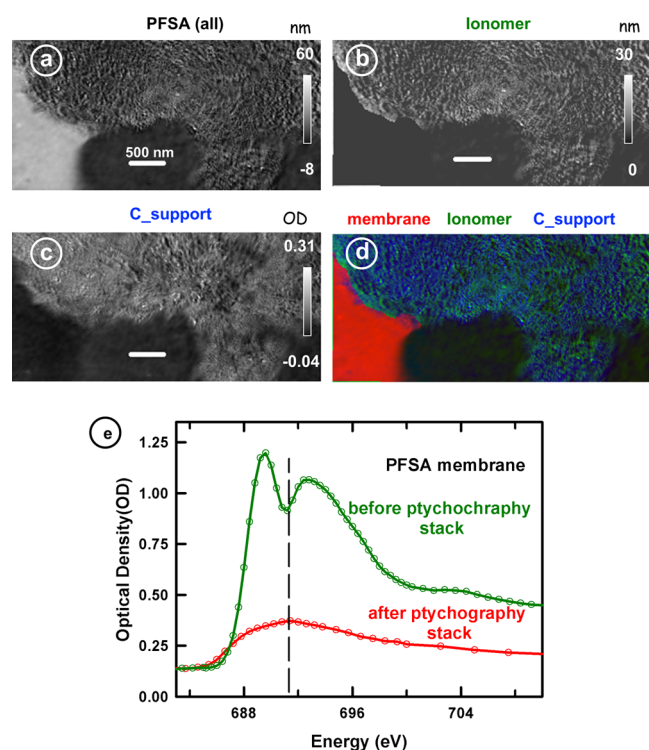 PFSA (all) nm
Ionomer nm
a 60
b 30
500 nm
-8
0
C_support OD
membrane Ionomer C_support
c 0.31
d
-0.04
e
1.25
PFSA membrane
1.00
before ptychochraphy
stack
0.75
0.50
after ptychography
stack
0.25
0.00
688 696 704
Optical Density(OD)
Energy (eV)